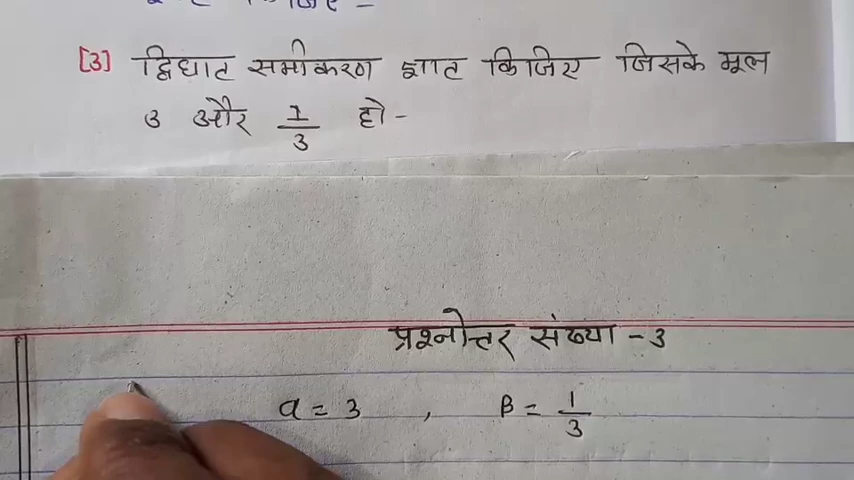 [3] द्विघात समीकरण ज्ञात किजिए जिसके मूल
3 और 1/3 हो-
प्रश्नोत्तर संख्या - 3
α = 3 , β = 1/3